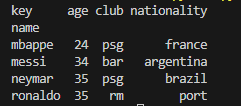 key age club nationality
name
mbappe 24 psg france
messi 34 bar argentina
neymar 35 psg brazil
ronaldo 35 rm port